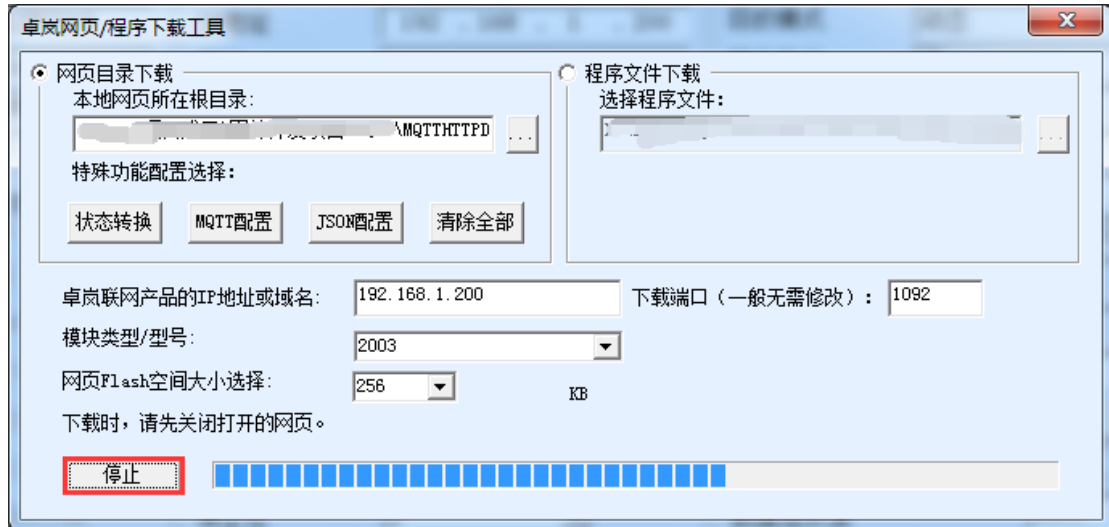 卓岚网页/程序下载工具
网页目录下载
程序文件下载
本地网页所在根目录:
选择程序文件:
\MQTTHTTPD
...
...
特殊功能配置选择:
状态转换
MQTT配置
JSON配置
清除全部
卓岚联网产品的IP地址或域名:
192.168.1.200
下载端口（一般无需修改）:
1092
模块类型/型号:
2003
网页Flash空间大小选择:
256
KB
下载时，请先关闭打开的网页。
停止